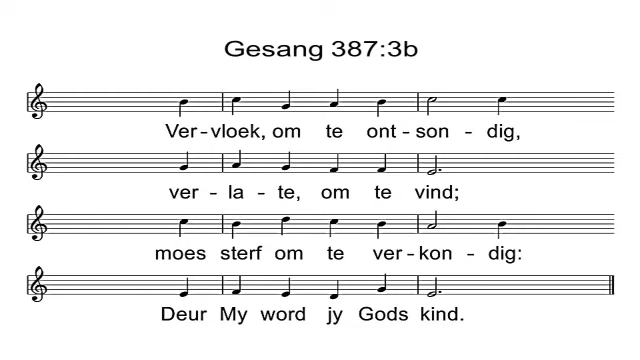 Gesang 387:3b
Ver-vloek, om te ont-son-dig,
ver-la-te, om te vind;
moes sterf om te ver-kon-dig:
Deur My word jy Gods kind.